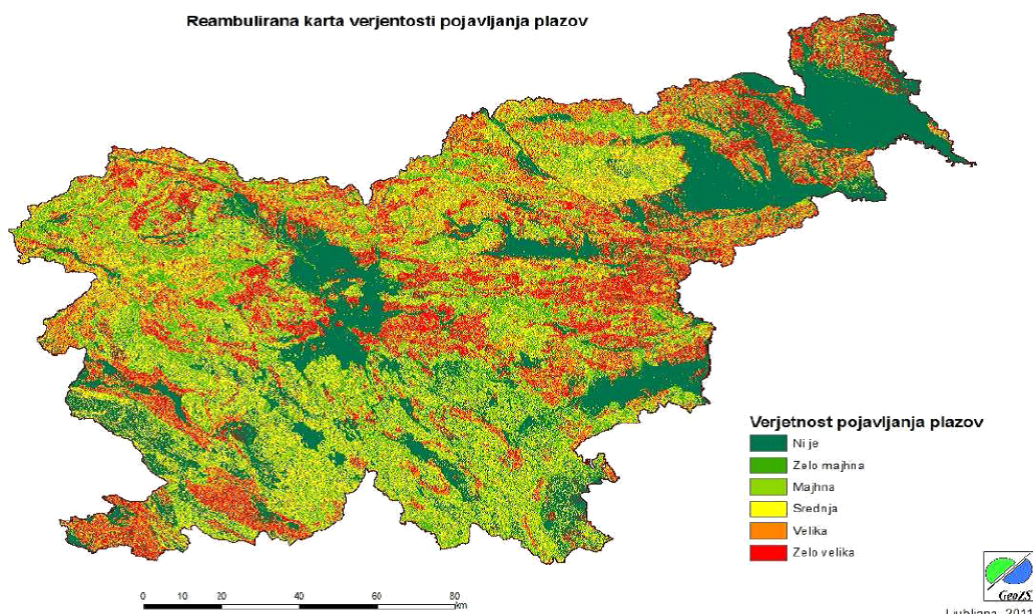 Reambulirana karta verjentosti pojavljanja plazov
Verjetnost pojavljanja plazov
Ni je
Zelo majhna
Majhna
Srednja
Velika
Zelo velika
0 10 20 40 60 80
km
GeoZS
Ljubljana, 2011